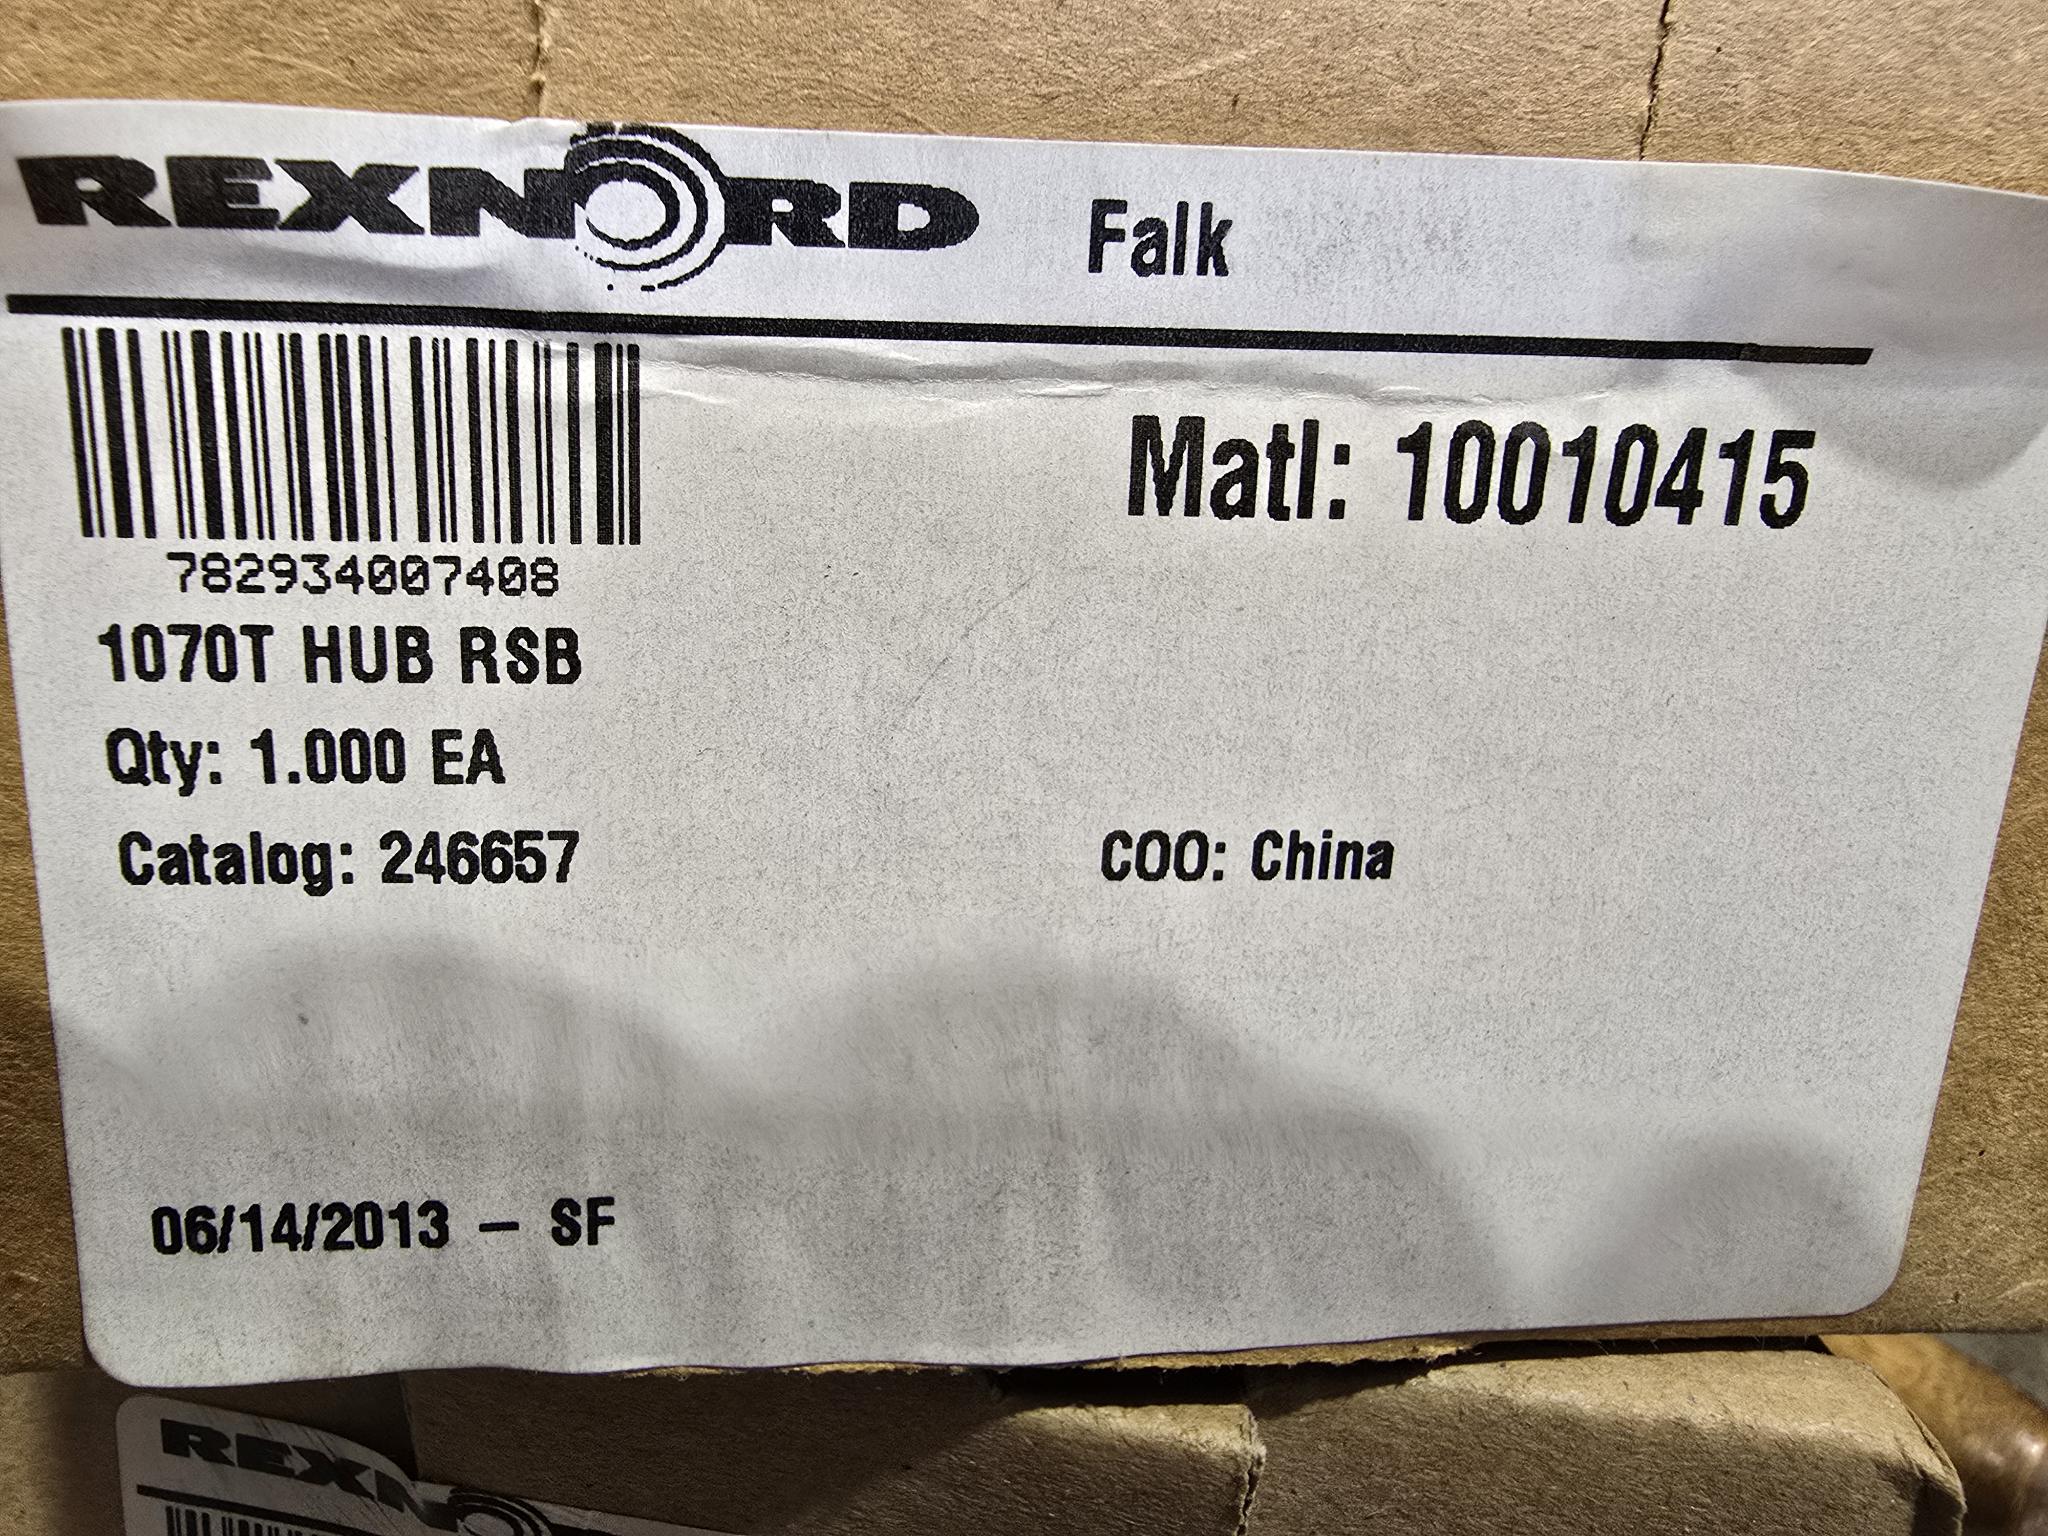 REXNORD Falk
Matl: 10010415
782934007408
1070T HUB RSB
Qty: 1.000 EA
Catalog: 246657
COO: China
06/14/2013 - SF